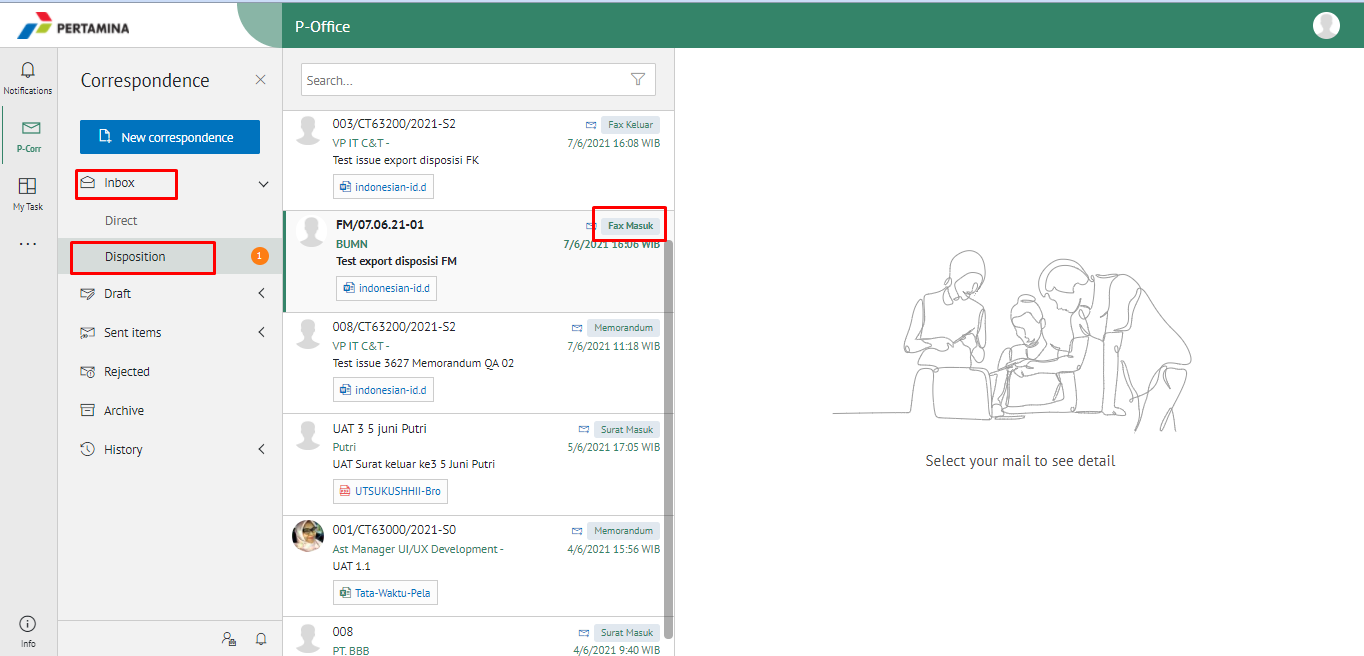 PERTAMINA
P-Office
Notifications
P-Corr
My Task
Info
Correspondence
New correspondence
Inbox
Direct
Disposition
1
Draft
Sent items
Rejected
Archive
History
Search...
003/CT63200/2021-S2
Fax Keluar
VP IT C&T -
7/6/2021 16:08 WIB
Test issue export disposisi FK
indonesian-id.d
FM/07.06.21-01
Fax Masuk
BUMN
7/6/2021 16:06 WIB
Test export disposisi FM
indonesian-id.d
008/CT63200/2021-S2
Memorandum
VP IT C&T -
7/6/2021 11:18 WIB
Test issue 3627 Memorandum QA 02
indonesian-id.d
UAT 3 5 juni Putri
Surat Masuk
Putri
5/6/2021 17:05 WIB
UAT Surat keluar ke3 5 Juni Putri
UTSUKUSHHII-Bro
001/CT63000/2021-S0
Memorandum
Ast Manager UI/UX Development -
4/6/2021 15:56 WIB
UAT 1.1
Tata-Waktu-Pela
008
Surat Masuk
PT. BBB
4/6/2021 9:40 WIB
Select your mail to see detail